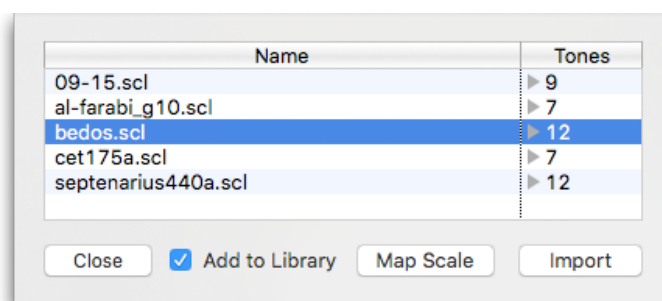 Name Tones
09-15.scl 9
al-farabi_g10.scl 7
bedos.scl 12
cet175a.scl 7
septenarius440a.scl 12
Close Add to Library Map Scale Import